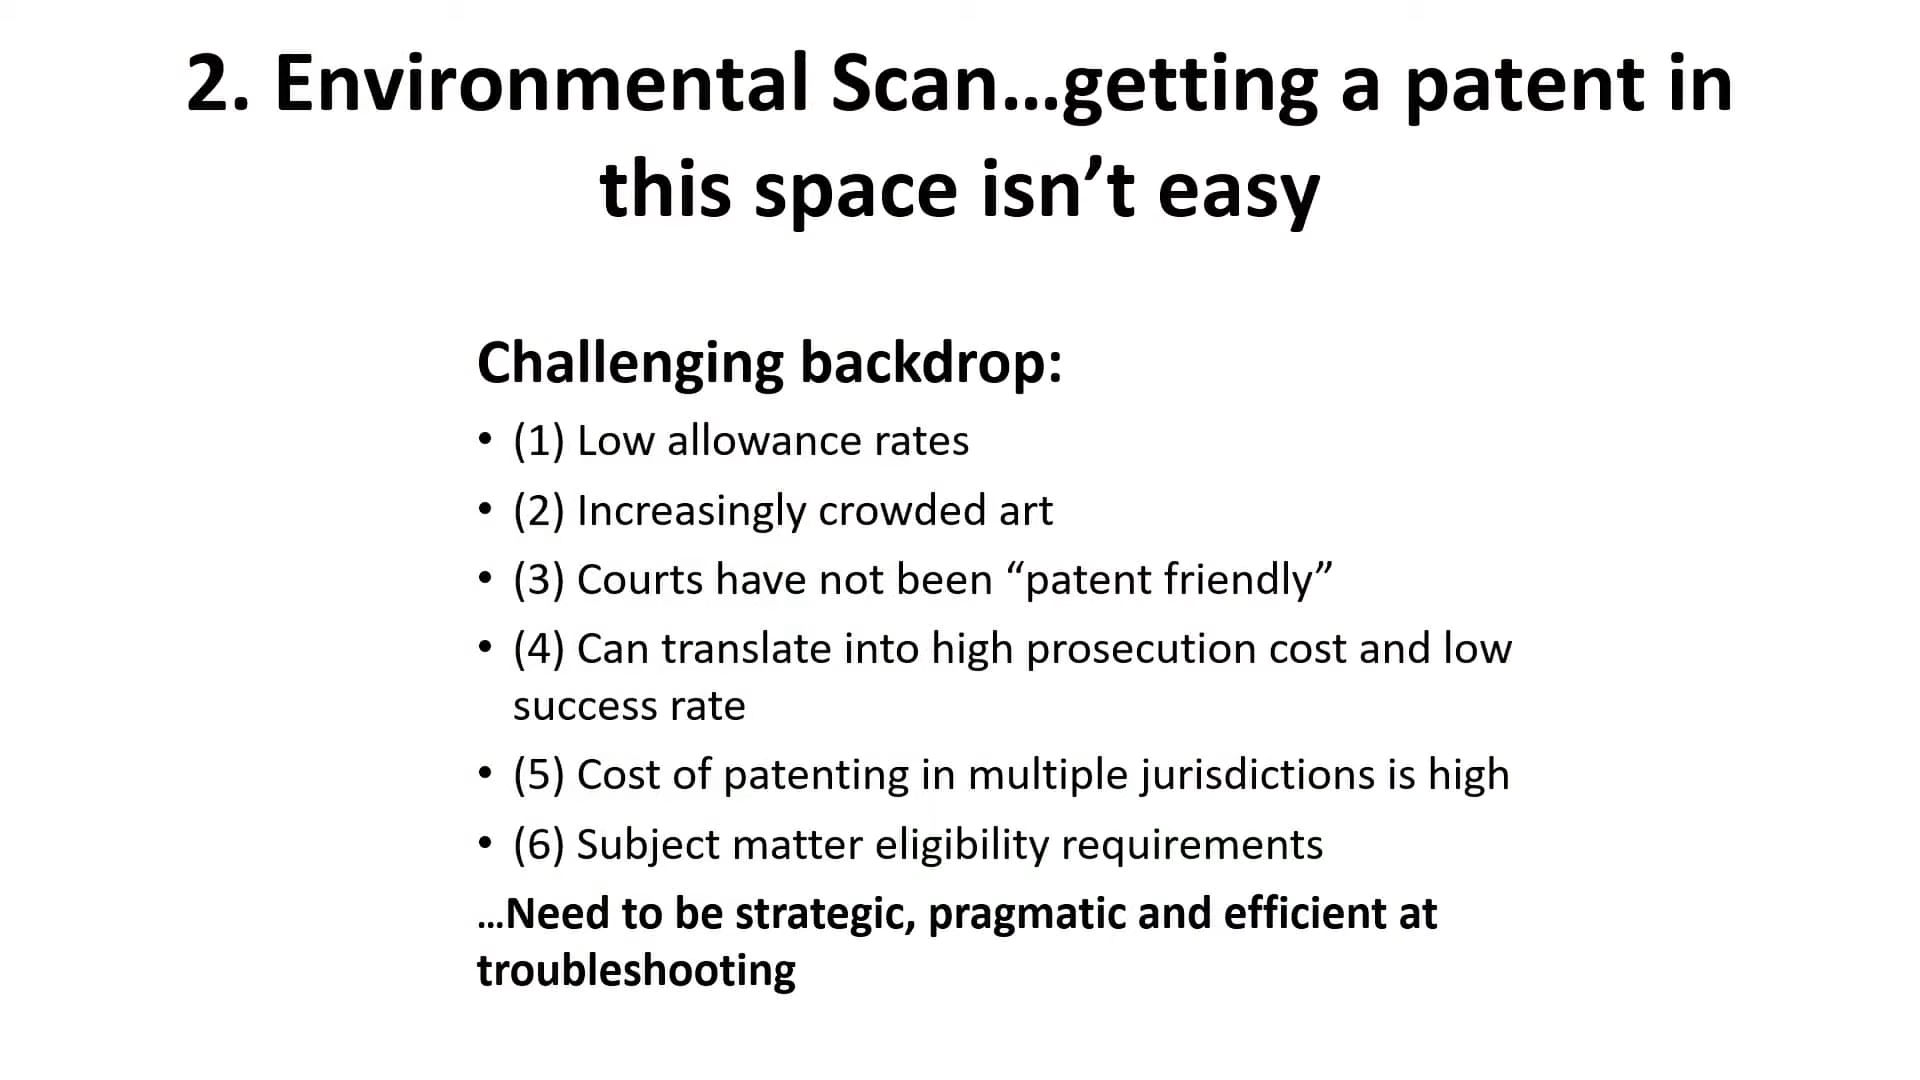 2. Environmental Scan…getting a patent in
this space isn’t easy
Challenging backdrop:
• (1) Low allowance rates
• (2) Increasingly crowded art
• (3) Courts have not been “patent friendly”
• (4) Can translate into high prosecution cost and low
success rate
• (5) Cost of patenting in multiple jurisdictions is high
• (6) Subject matter eligibility requirements
…Need to be strategic, pragmatic and efficient at
troubleshooting